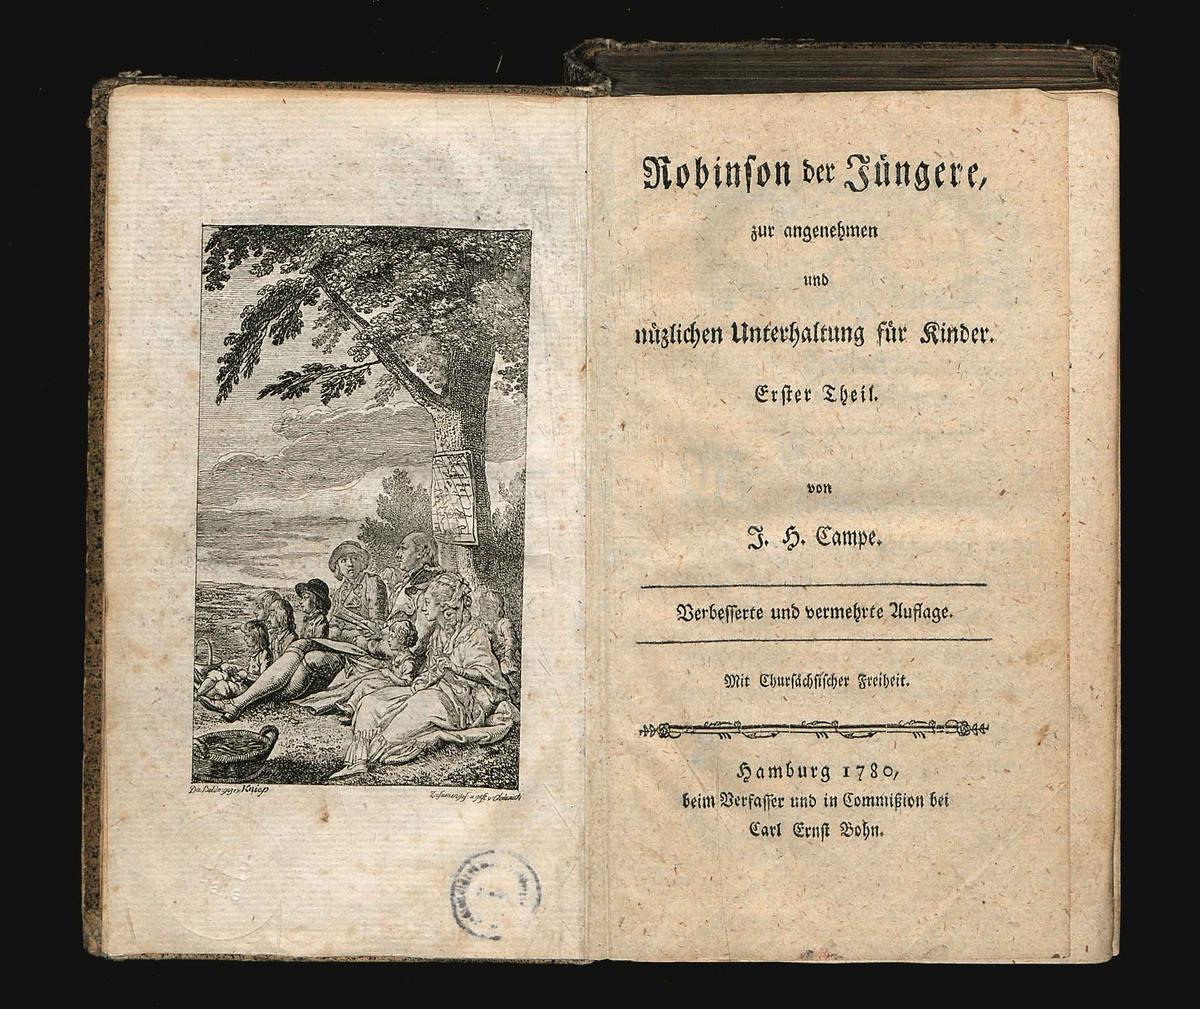 Robinson der Jüngere,
zur angenehmen
und
nüzlichen Unterhaltung für Kinder.
Erster Theil.
von
J. H. Campe.
Verbesserte und vermehrte Auflage.
Mit Chursächsischer Freiheit.
Hamburg 1780,
beim Verfasser und in Commißion bei
Carl Ernst Bohn.
Kniep